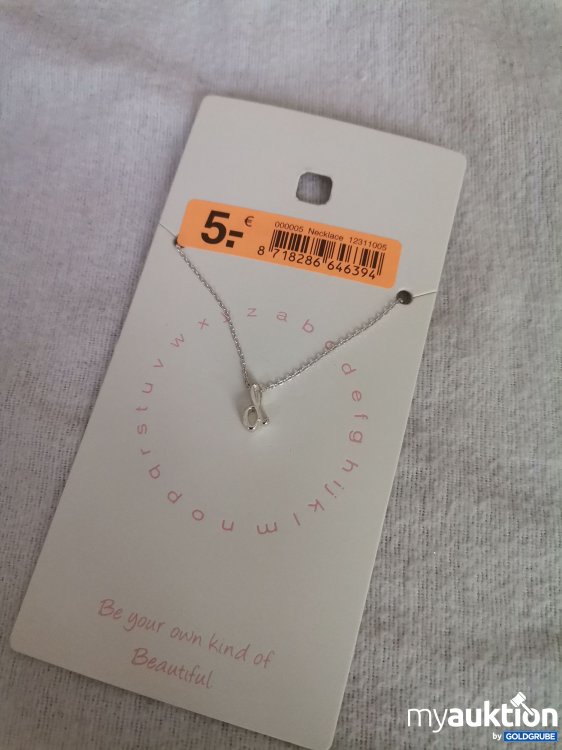 5.- €
000005 Necklace 12311005
8 718286 646394
z a b c d e f g h i j k l m n o p q r s t u v w x y
Be your own kind of
Beautiful
myauktion
by GOLDGRUBE